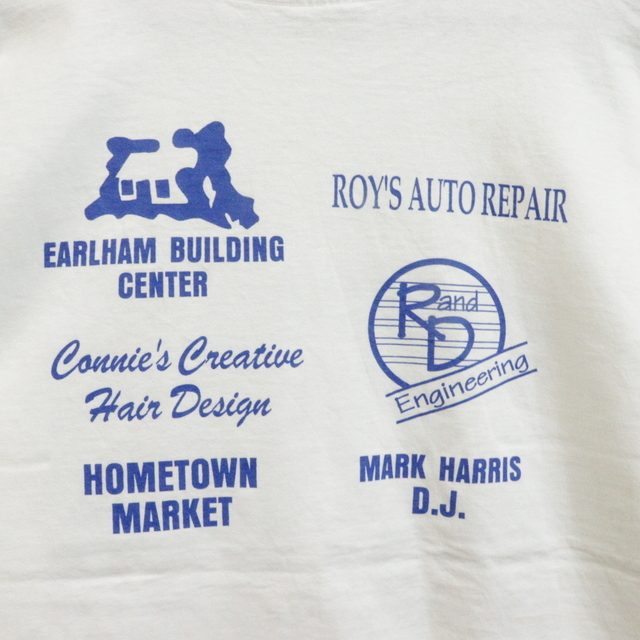 EARLHAM BUILDING
CENTER
Connie's Creative
Hair Design
HOMETOWN
MARKET
ROY'S AUTO REPAIR
R and
D
Engineering
MARK HARRIS
D.J.